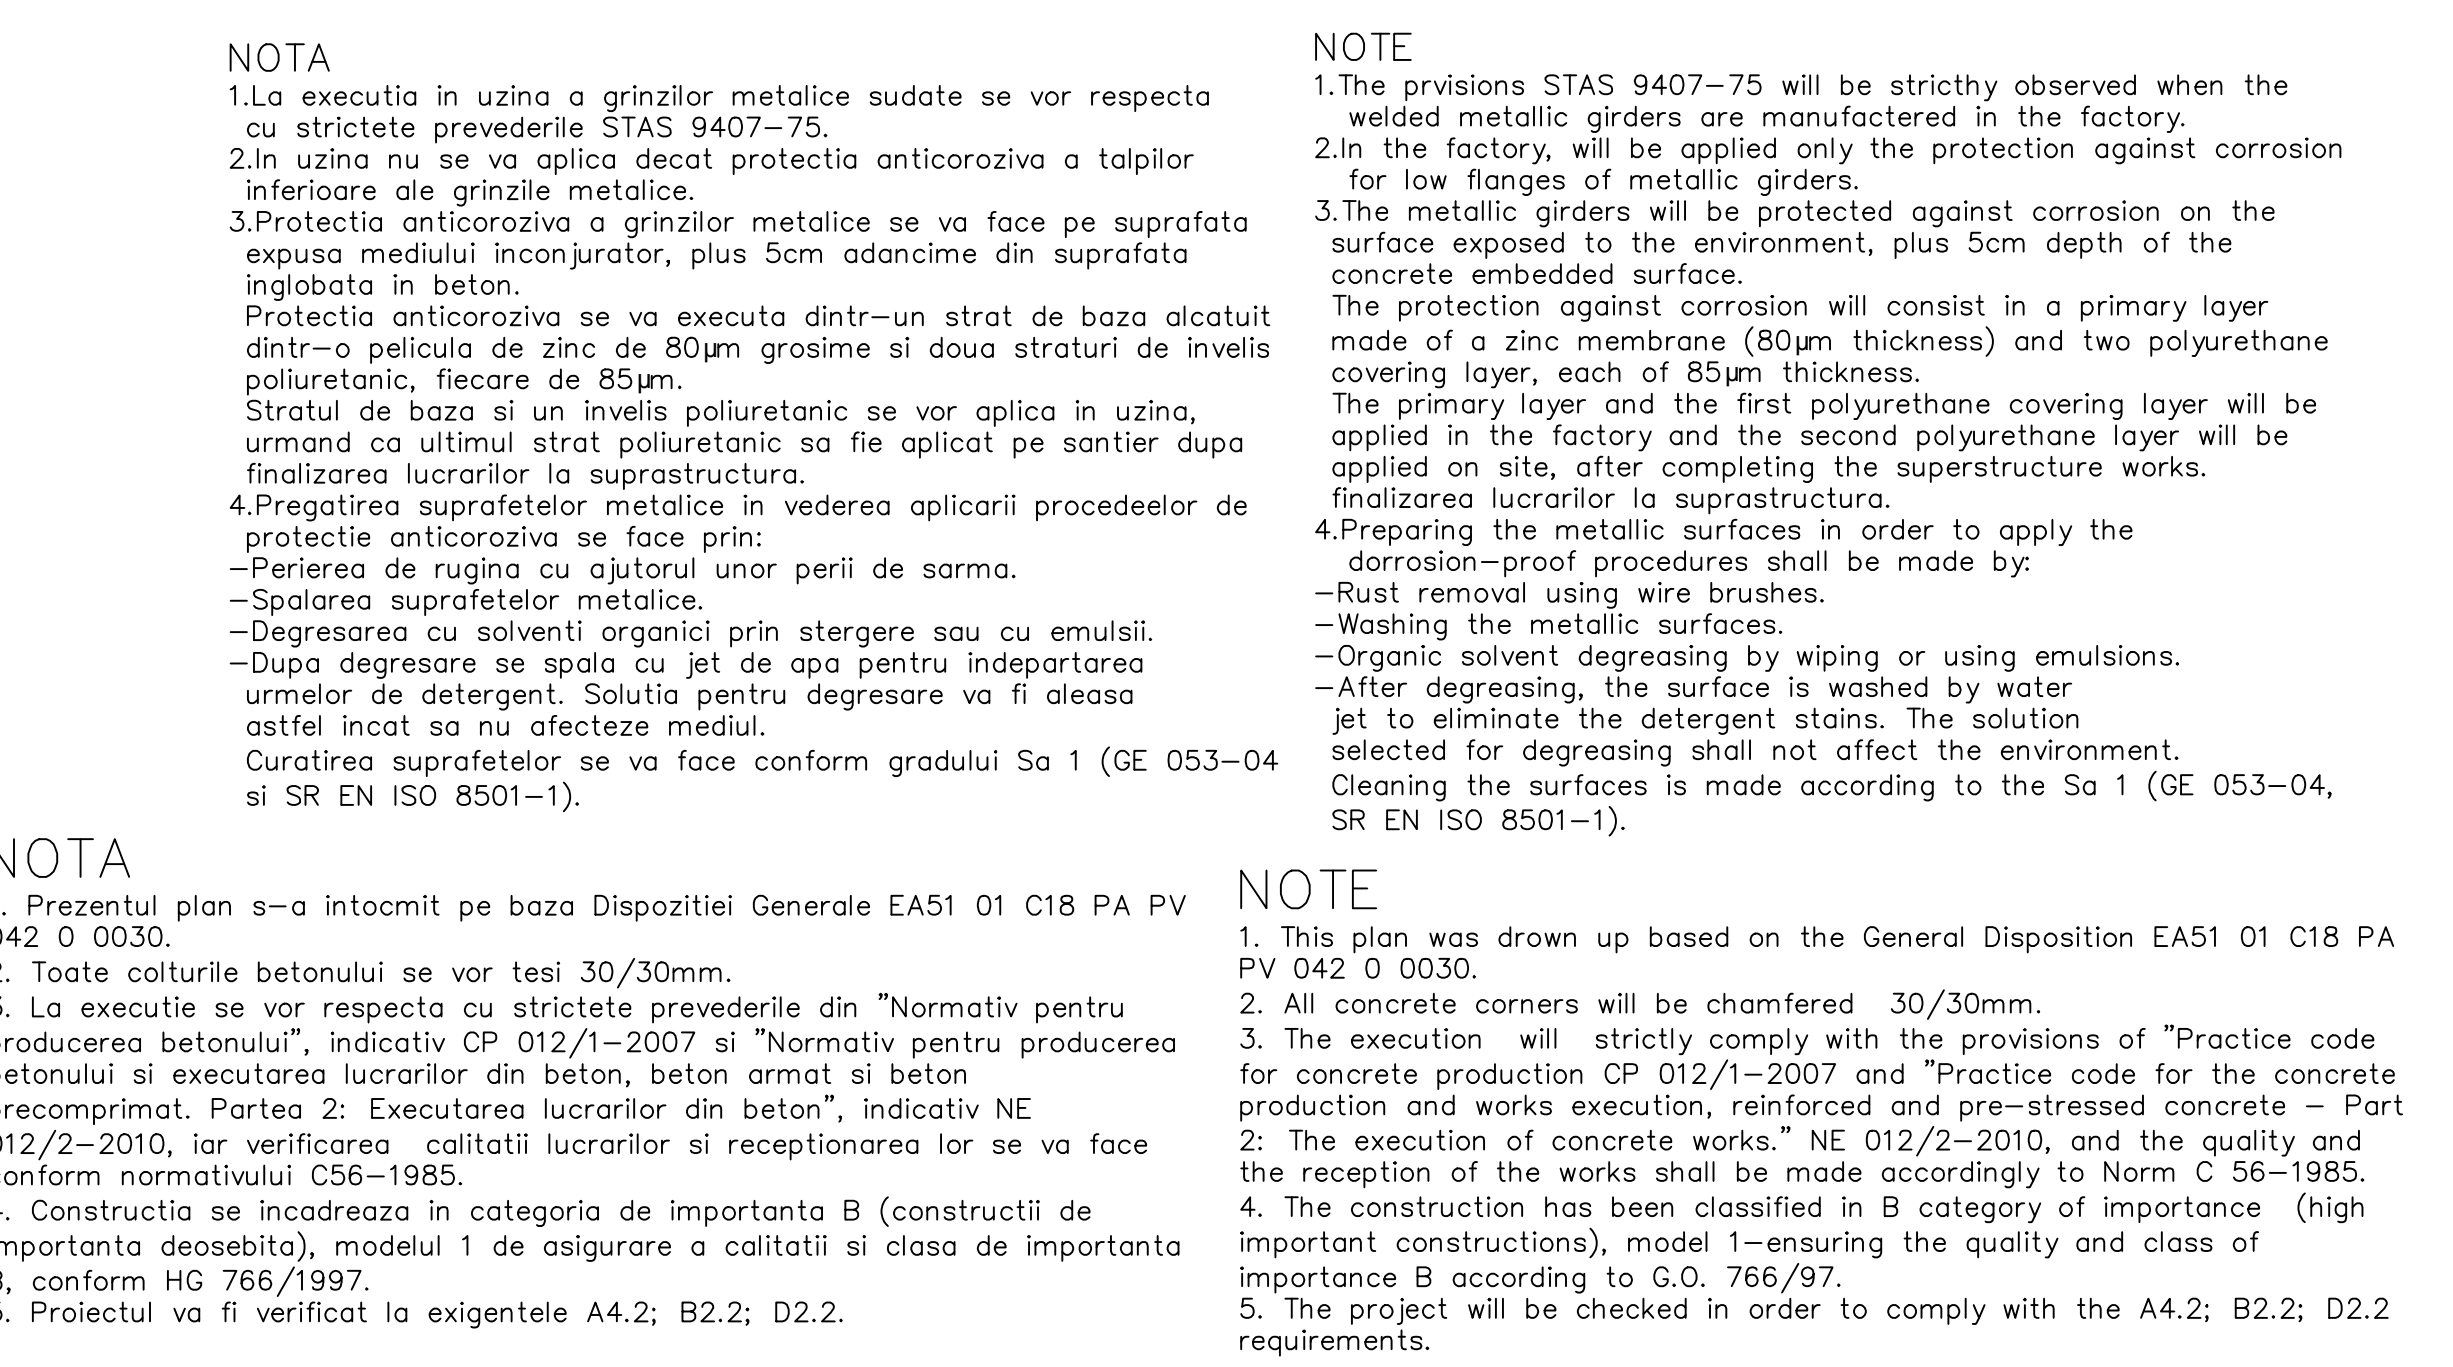 NOTA
1.La executia in uzina a grinzilor metalice sudate se vor respecta
cu strictete prevederile STAS 9407-75.
2.In uzina nu se va aplica decat protectia anticoroziva a talpilor
inferioare ale grinzile metalice.
3.Protectia anticoroziva a grinzilor metalice se va face pe suprafata
expusa mediului inconjurator, plus 5cm adancime din suprafata
inglobata in beton.
Protectia anticoroziva se va executa dintr-un strat de baza alcatuit
dintr-o pelicula de zinc de 80µm grosime si doua straturi de invelis
poliuretanic, fiecare de 85µm.
Stratul de baza si un invelis poliuretanic se vor aplica in uzina,
urmand ca ultimul strat poliuretanic sa fie aplicat pe santier dupa
finalizarea lucrarilor la suprastructura.
4.Pregatirea suprafetelor metalice in vederea aplicarii procedeelor de
protectie anticoroziva se face prin:
-Perierea de rugina cu ajutorul unor perii de sarma.
-Spalarea suprafetelor metalice.
-Degresarea cu solventi organici prin stergere sau cu emulsii.
-Dupa degresare se spala cu jet de apa pentru indepartarea
urmelor de detergent. Solutia pentru degresare va fi aleasa
astfel incat sa nu afecteze mediul.
Curatirea suprafetelor se va face conform gradului Sa 1 (GE 053-04
si SR EN ISO 8501-1).
NOTE
1.The prvisions STAS 9407-75 will be stricthy observed when the
welded metallic girders are manufactered in the factory.
2.In the factory, will be applied only the protection against corrosion
for low flanges of metallic girders.
3.The metallic girders will be protected against corrosion on the
surface exposed to the environment, plus 5cm depth of the
concrete embedded surface.
The protection against corrosion will consist in a primary layer
made of a zinc membrane (80µm thickness) and two polyurethane
covering layer, each of 85µm thickness.
The primary layer and the first polyurethane covering layer will be
applied in the factory and the second polyurethane layer will be
applied on site, after completing the superstructure works.
finalizarea lucrarilor la suprastructura.
4.Preparing the metallic surfaces in order to apply the
dorrosion-proof procedures shall be made by:
-Rust removal using wire brushes.
-Washing the metallic surfaces.
-Organic solvent degreasing by wiping or using emulsions.
-After degreasing, the surface is washed by water
jet to eliminate the detergent stains. The solution
selected for degreasing shall not affect the environment.
Cleaning the surfaces is made according to the Sa 1 (GE 053-04,
SR EN ISO 8501-1).
NOTA
. Prezentul plan s-a intocmit pe baza Dispozitiei Generale EA51 01 C18 PA PV
042 0 0030.
2. Toate colturile betonului se vor tesi 30/30mm.
3. La executie se vor respecta cu strictete prevederile din "Normativ pentru
roducerea betonului", indicativ CP 012/1-2007 si "Normativ pentru producerea
etonului si executarea lucrarilor din beton, beton armat si beton
recomprimat. Partea 2: Executarea lucrarilor din beton", indicativ NE
012/2-2010, iar verificarea calitatii lucrarilor si receptionarea lor se va face
conform normativului C56-1985.
. Constructia se incadreaza in categoria de importanta B (constructii de
mportanta deosebita), modelul 1 de asigurare a calitatii si clasa de importanta
B, conform HG 766/1997.
5. Proiectul va fi verificat la exigentele A4.2; B2.2; D2.2.
NOTE
1. This plan was drown up based on the General Disposition EA51 01 C18 PA
PV 042 0 0030.
2. All concrete corners will be chamfered 30/30mm.
3. The execution will strictly comply with the provisions of "Practice code
for concrete production CP 012/1-2007 and "Practice code for the concrete
production and works execution, reinforced and pre-stressed concrete - Part
2: The execution of concrete works." NE 012/2-2010, and the quality and
the reception of the works shall be made accordingly to Norm C 56-1985.
4. The construction has been classified in B category of importance (high
important constructions), model 1-ensuring the quality and class of
importance B according to G.O. 766/97.
5. The project will be checked in order to comply with the A4.2; B2.2; D2.2
requirements.